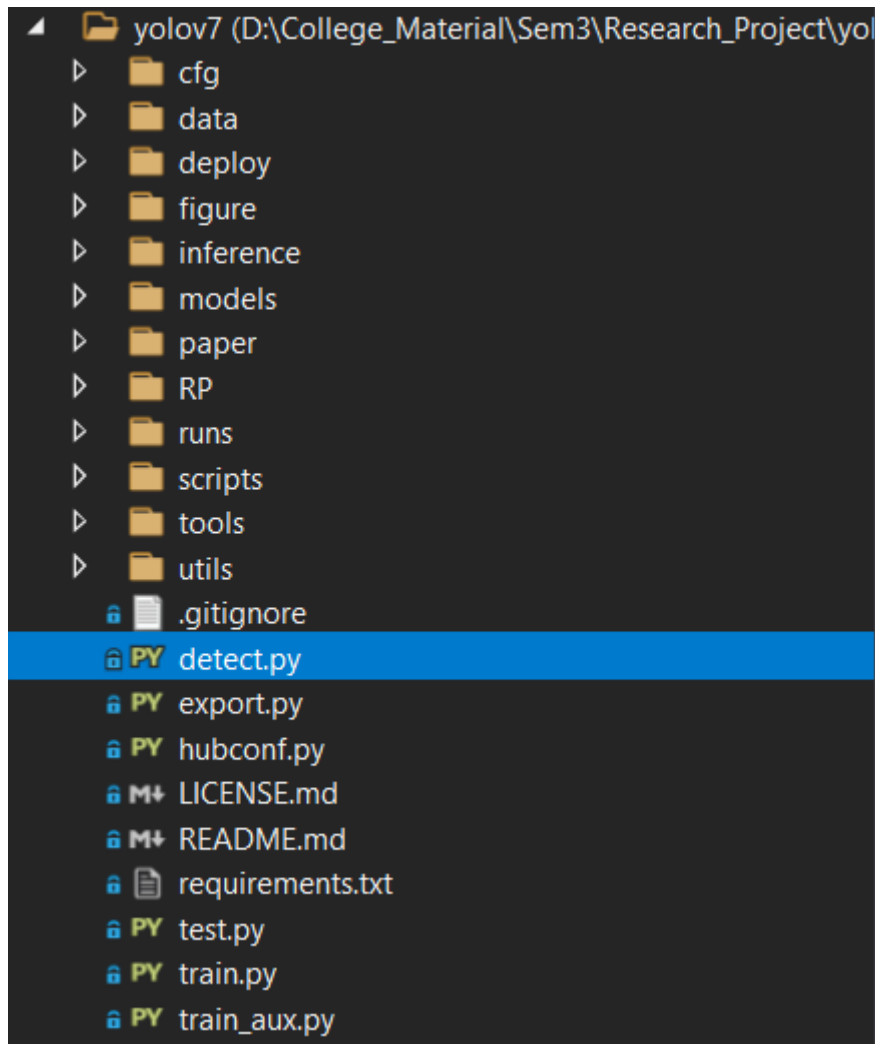 yolov7 (D:\College_Material\Sem3\Research_Project\yol
cfg
data
deploy
figure
inference
models
paper
RP
runs
scripts
tools
utils
.gitignore
PY detect.py
PY export.py
PY hubconf.py
M↓ LICENSE.md
M↓ README.md
requirements.txt
PY test.py
PY train.py
PY train_aux.py